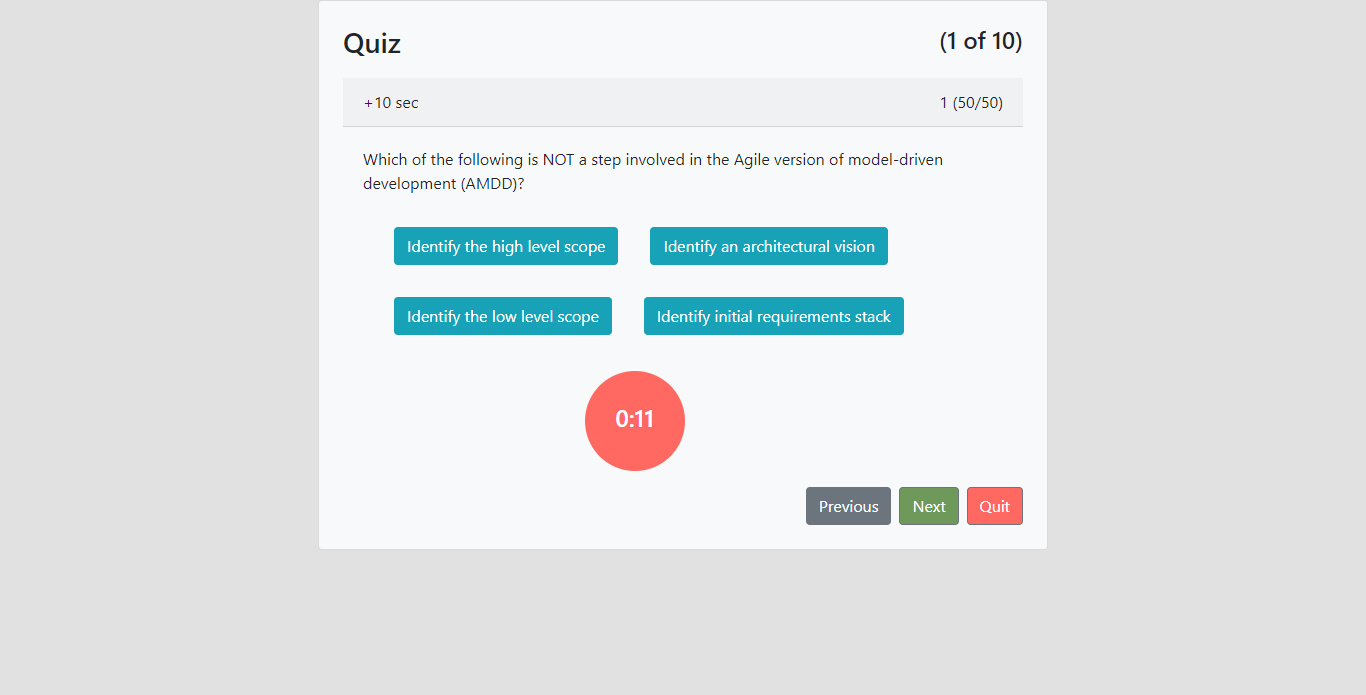 Quiz
(1 of 10)
+10 sec
1 (50/50)
Which of the following is NOT a step involved in the Agile version of model-driven
development (AMDD)?
Identify the high level scope
Identify an architectural vision
Identify the low level scope
Identify initial requirements stack
0:11
Previous
Next
Quit